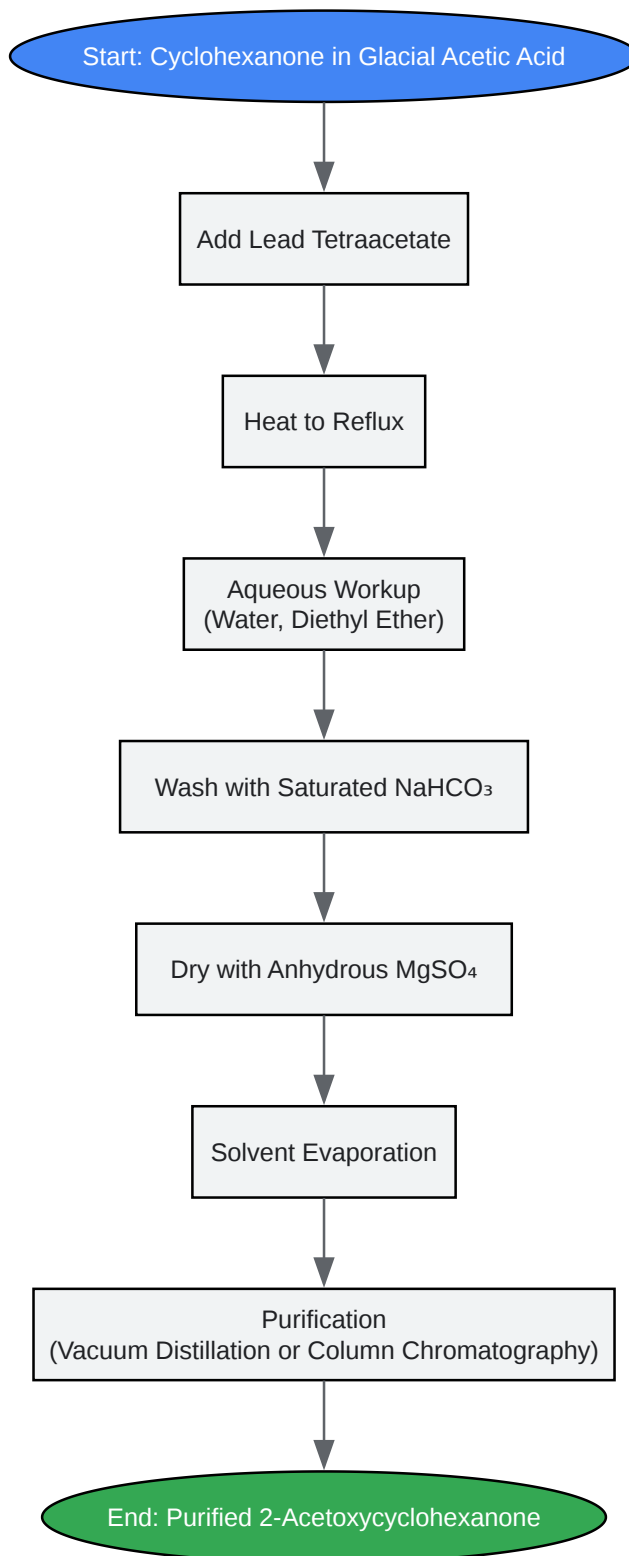 Start: Cyclohexanone in Glacial Acetic Acid
Add Lead Tetraacetate
Heat to Reflux
Aqueous Workup
(Water, Diethyl Ether)
Wash with Saturated NaHCO₃
Dry with Anhydrous MgSO₄
Solvent Evaporation
Purification
(Vacuum Distillation or Column Chromatography)
End: Purified 2-Acetoxycyclohexanone